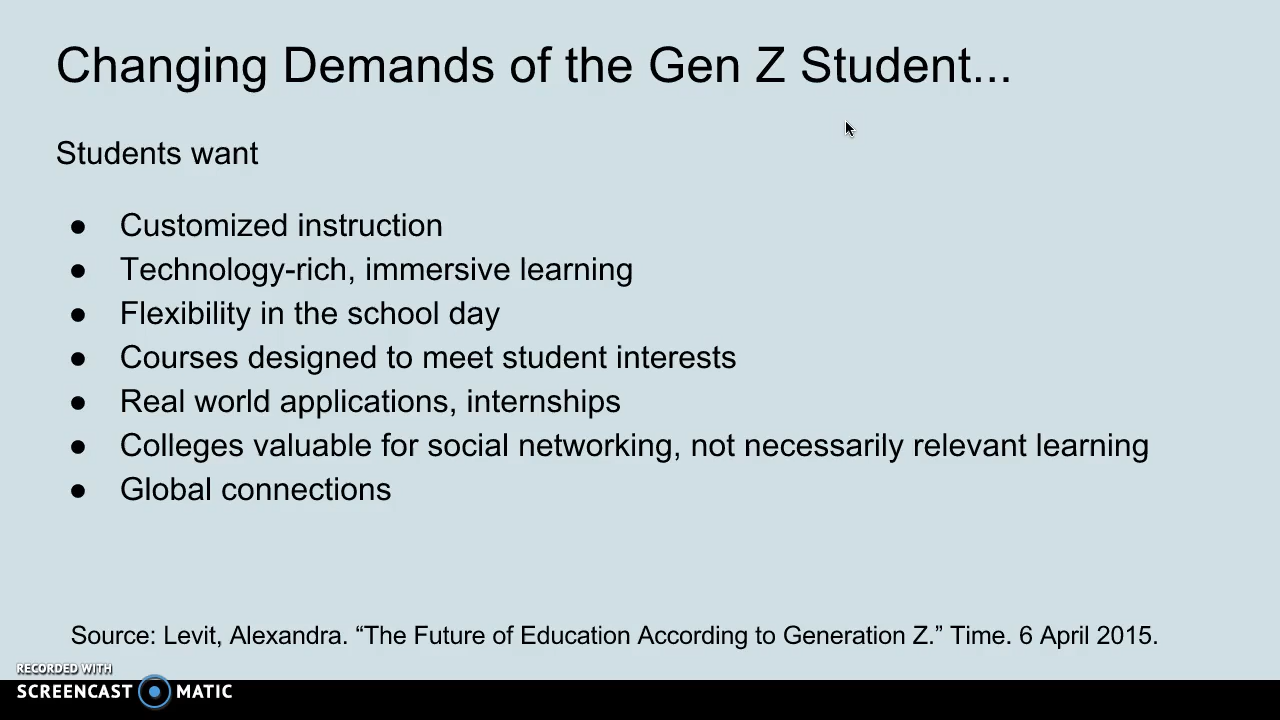 Changing Demands of the Gen Z Student...
Students want
● Customized instruction
● Technology-rich, immersive learning
● Flexibility in the school day
● Courses designed to meet student interests
● Real world applications, internships
● Colleges valuable for social networking, not necessarily relevant learning
● Global connections
Source: Levit, Alexandra. “The Future of Education According to Generation Z.” Time. 6 April 2015.
RECORDED WITH
SCREENCAST MATIC